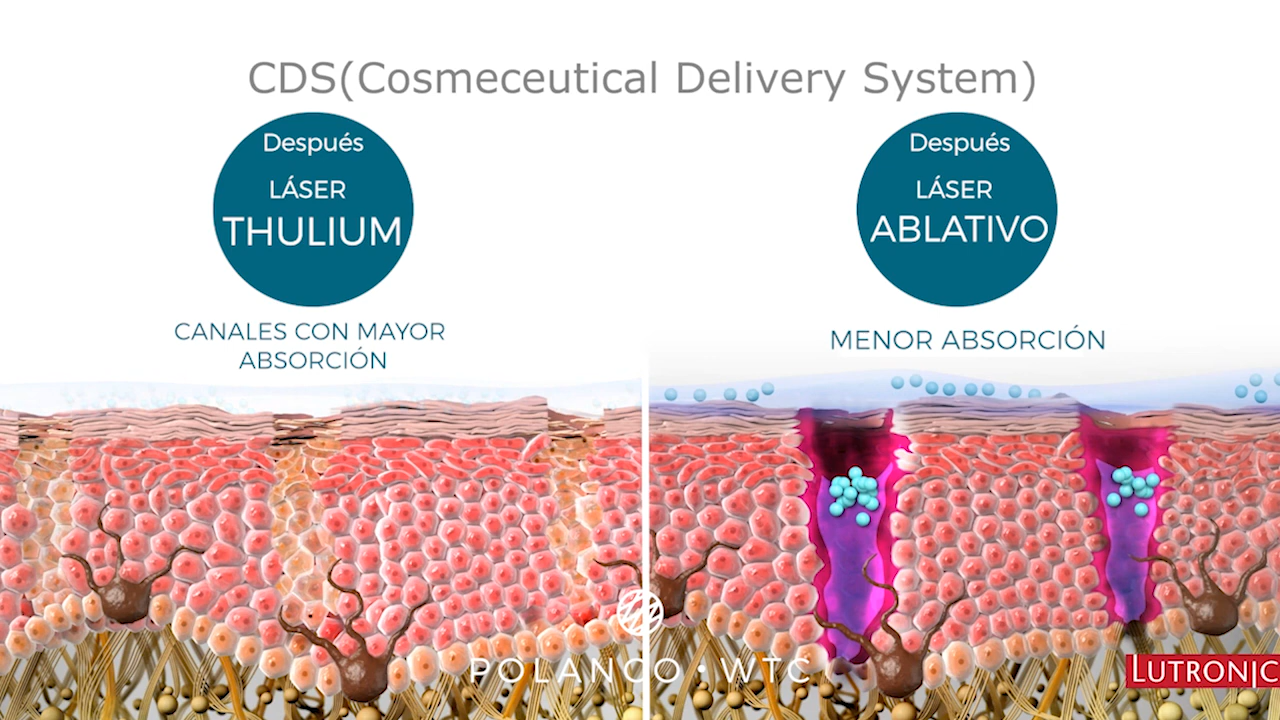 CDS(Cosmeceutical Delivery System)
Después
LÁSER
THULIUM
CANALES CON MAYOR
ABSORCIÓN
Después
LÁSER
ABLATIVO
MENOR ABSORCIÓN
POLANCO · WTC
LUTRONIC